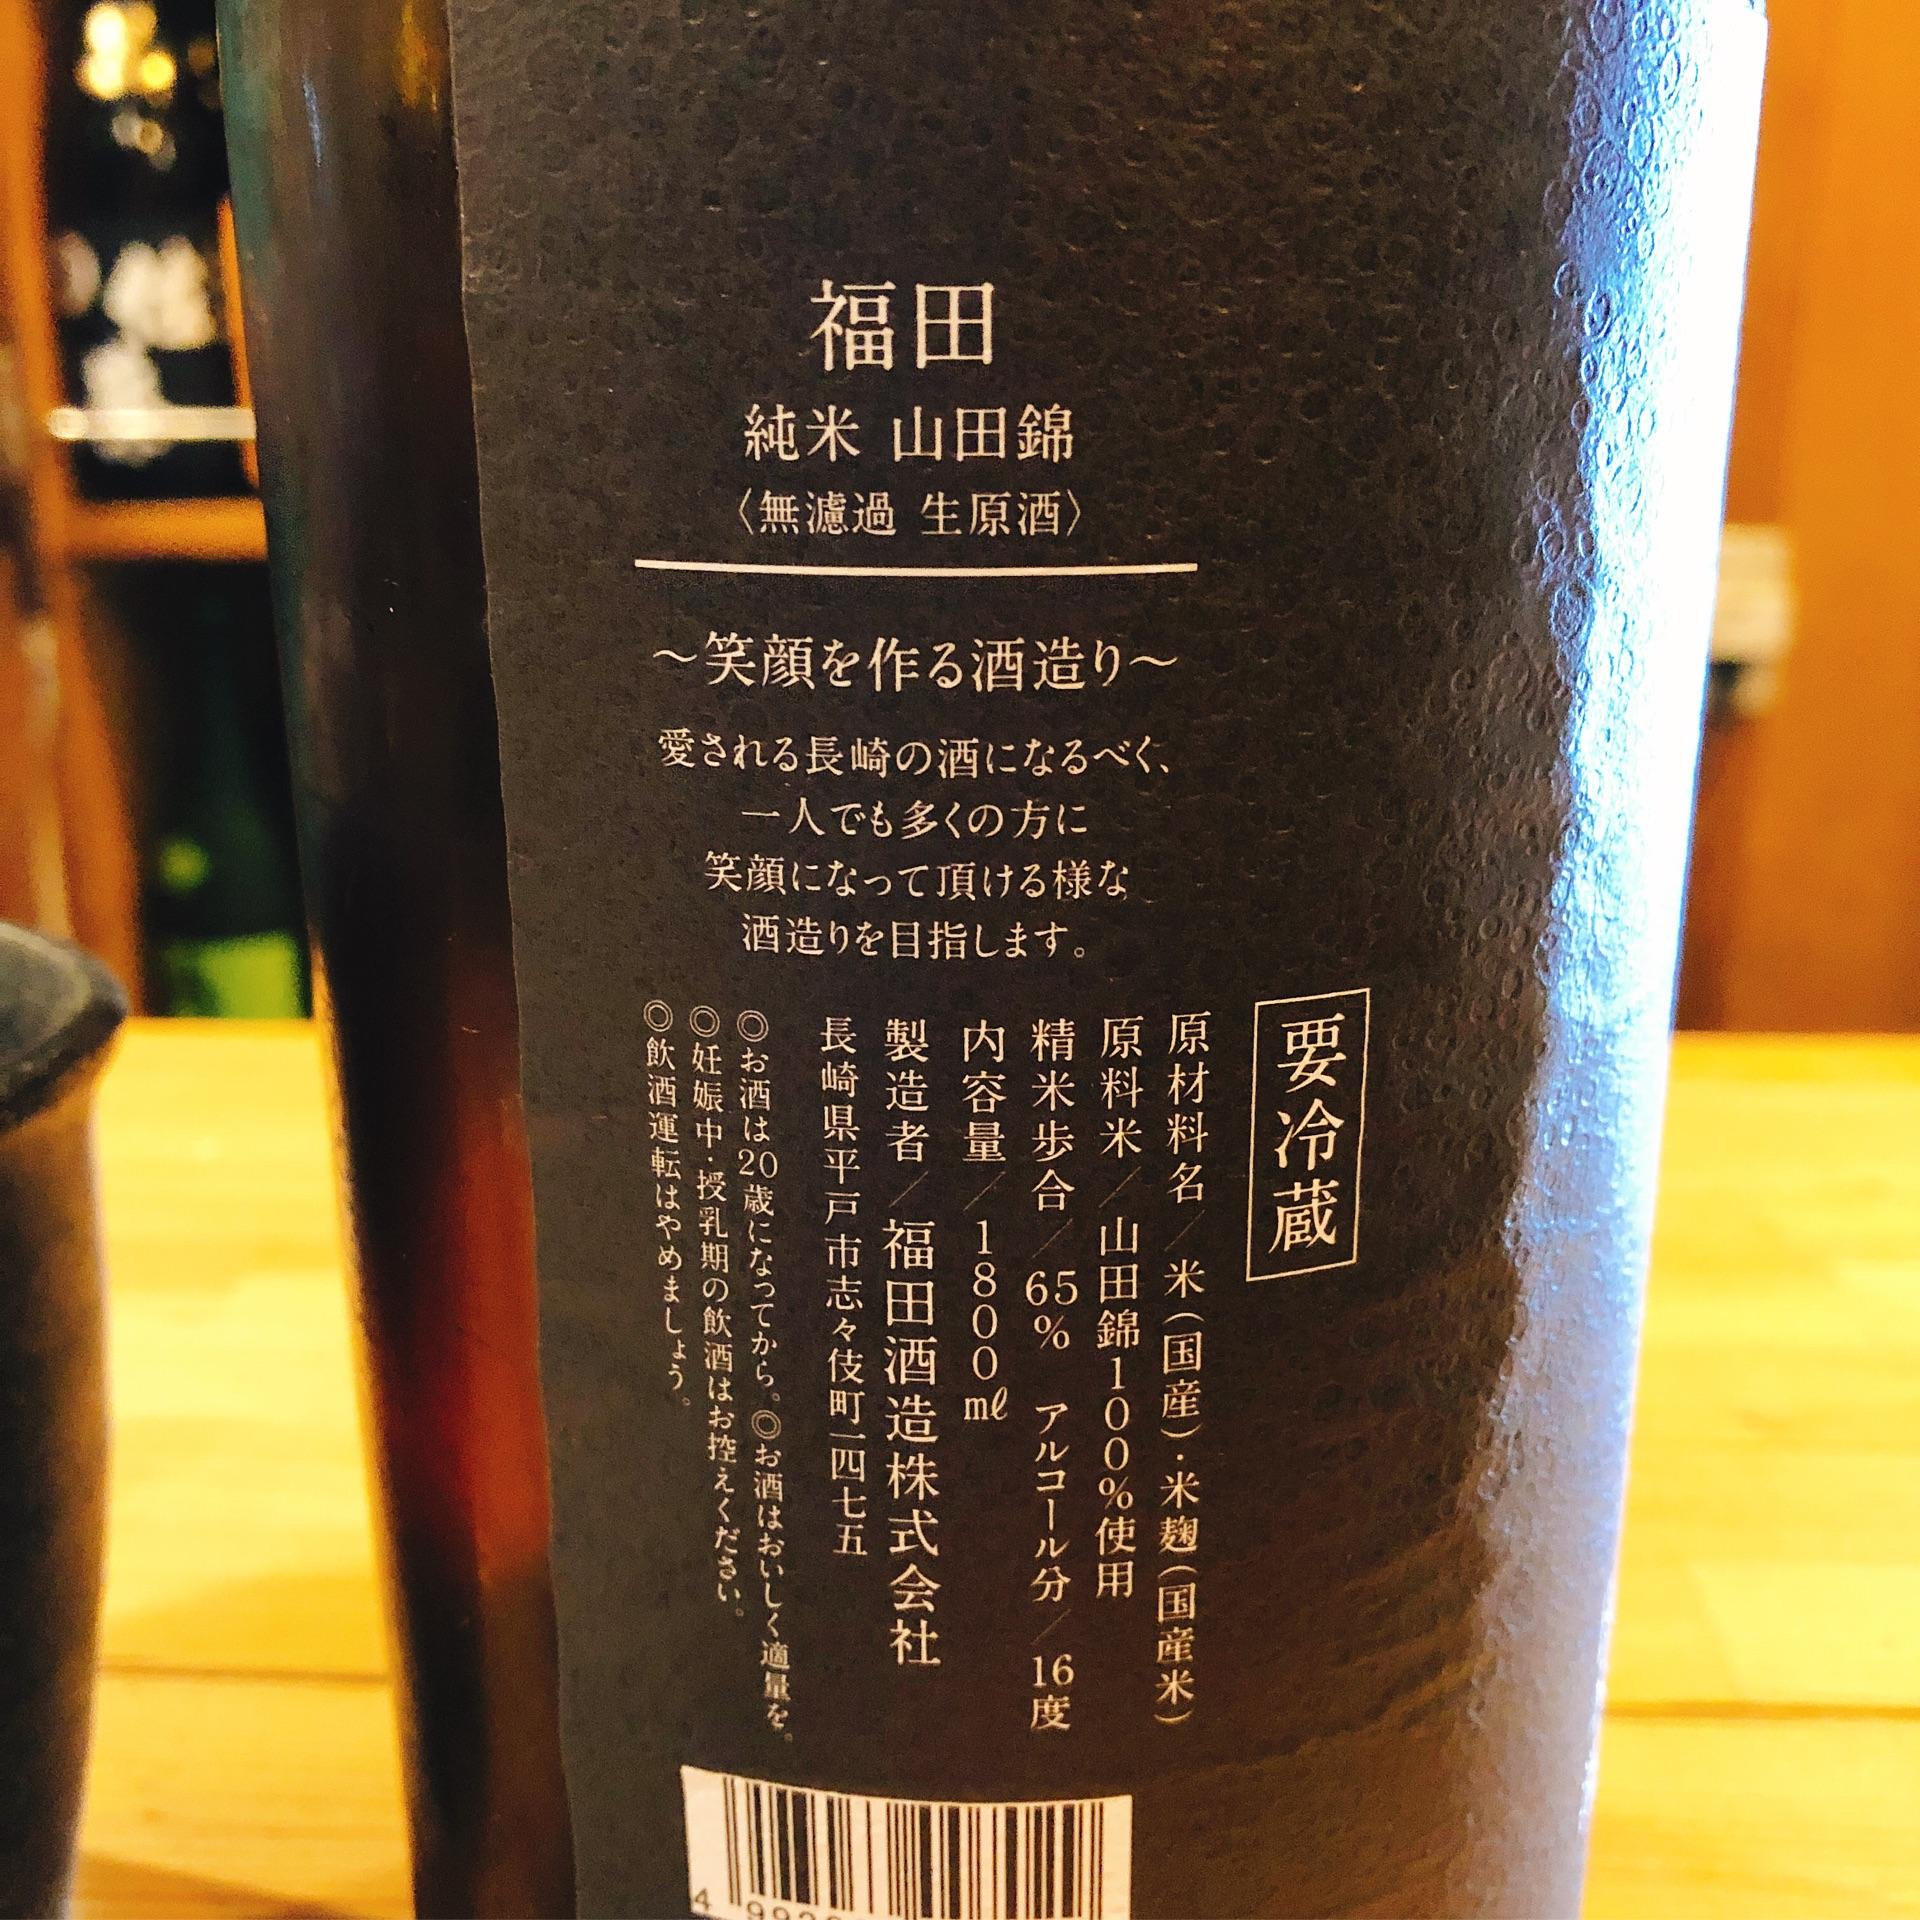 福田
純米 山田錦
〈無濾過 生原酒〉
～笑顔を作る酒造り～
愛される長崎の酒になるべく、
一人でも多くの方に
笑顔になって頂ける様な
酒造りを目指します。
要冷蔵
原材料名／米（国産）・米麹（国産米）
原料米／山田錦100％使用
精米歩合／65％ アルコール分／16度
内容量／1800㎖
製造者／福田酒造株式会社
長崎県平戸市志々伎町一四七五
◎お酒は20歳になってから。◎お酒はおいしく適量を。
◎妊娠中・授乳期の飲酒はお控えください。
◎飲酒運転はやめましょう。